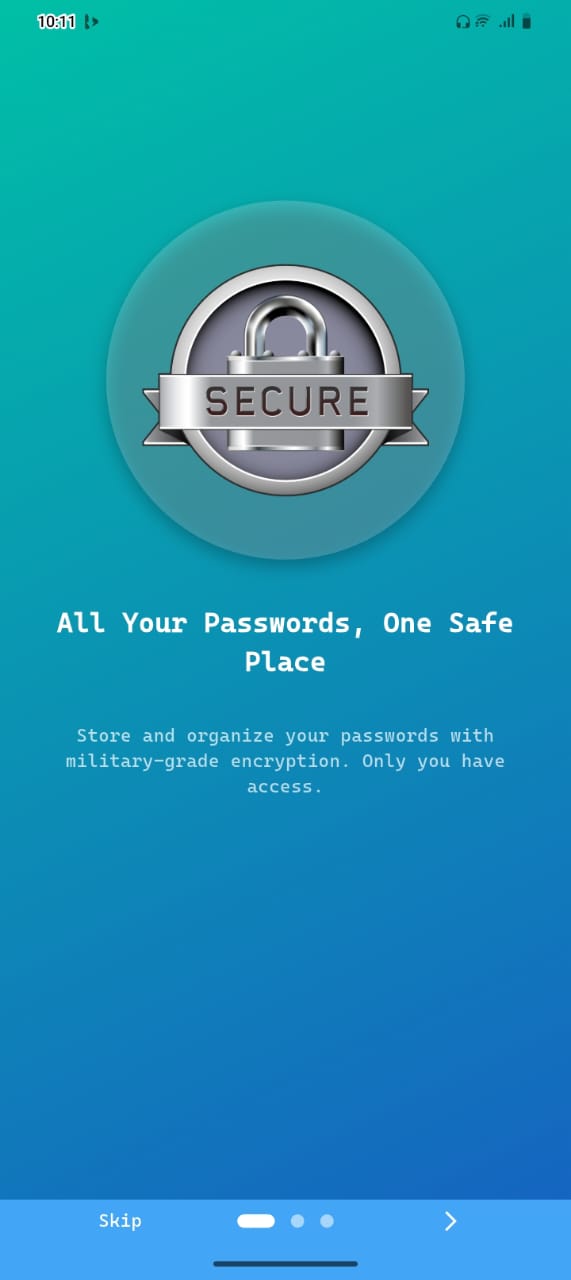 10:11
SECURE
All Your Passwords, One Safe
Place
Store and organize your passwords with
military-grade encryption. Only you have
access.
Skip